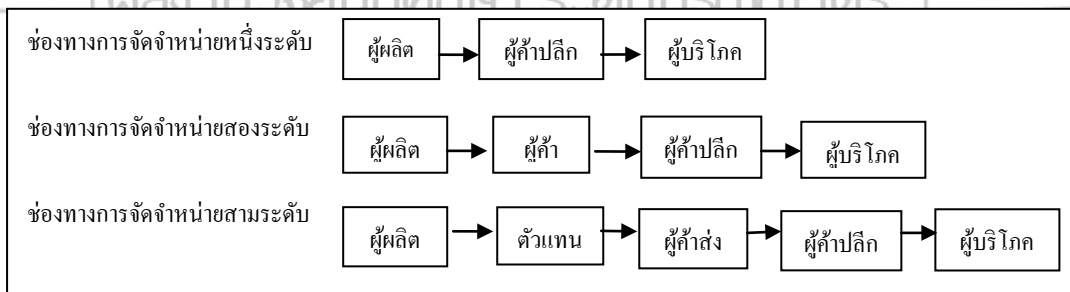 ช่องทางการจัดจำหน่ายหนึ่งระดับ ผู้ผลิต ผู้ค้าปลีก ผู้บริโภค
ช่องทางการจัดจำหน่ายสองระดับ ผู้ผลิต ผู้ค้า ผู้ค้าปลีก ผู้บริโภค
ช่องทางการจัดจำหน่ายสามระดับ ผู้ผลิต ตัวแทน ผู้ค้าส่ง ผู้ค้าปลีก ผู้บริโภค